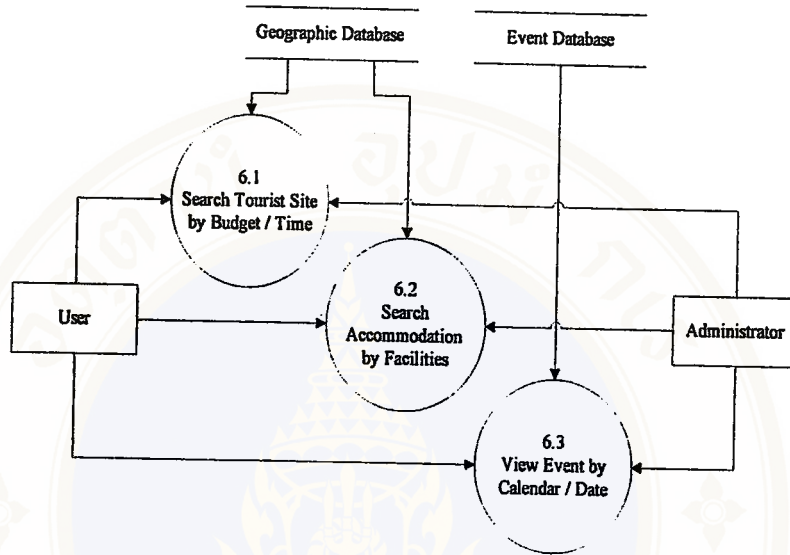 Geographic Database
Event Database
6.1
Search Tourist Site
by Budget / Time
6.2
Search
Accommodation
by Facilities
User
Administrator
6.3
View Event by
Calendar / Date